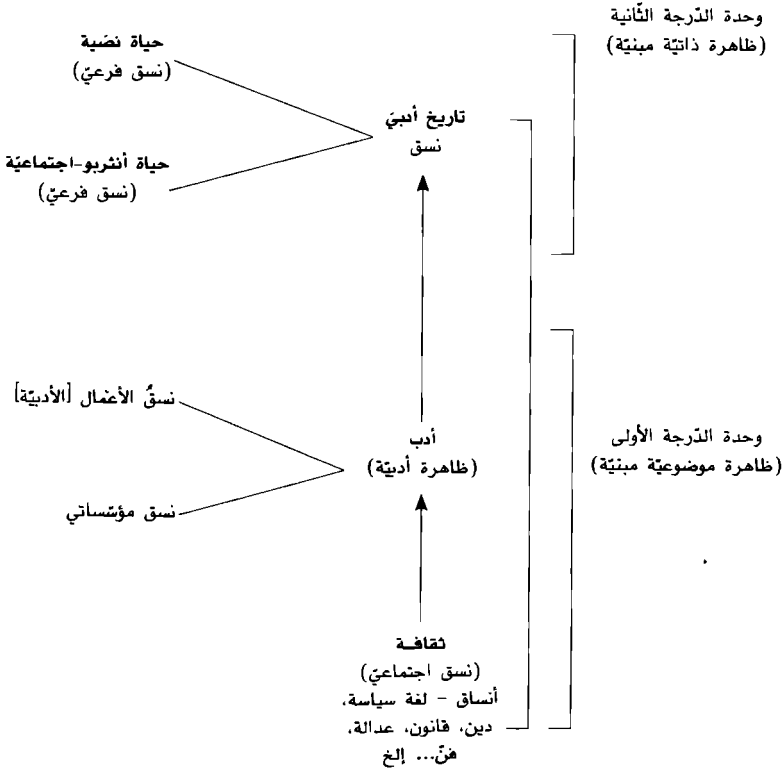 وحدة الدّرجة الثّانية
(ظاهرة ذاتيّة مبنيّة)
حياة نصّية
(نسق فرعيّ)
تاريخ أدبيّ
نسق
حياة أنثربو-اجتماعيّة
(نسق فرعيّ)
نسقُ الأعمال [الأدبيّة]
وحدة الدّرجة الأولى
(ظاهرة موضوعيّة مبنيّة)
أدب
(ظاهرة أدبيّة)
نسق مؤسّساتي
ثقافـة
(نسق اجتماعيّ)
أنساق - لغة سياسة،
دين، قانون، عدالة،
فنّ... إلخ